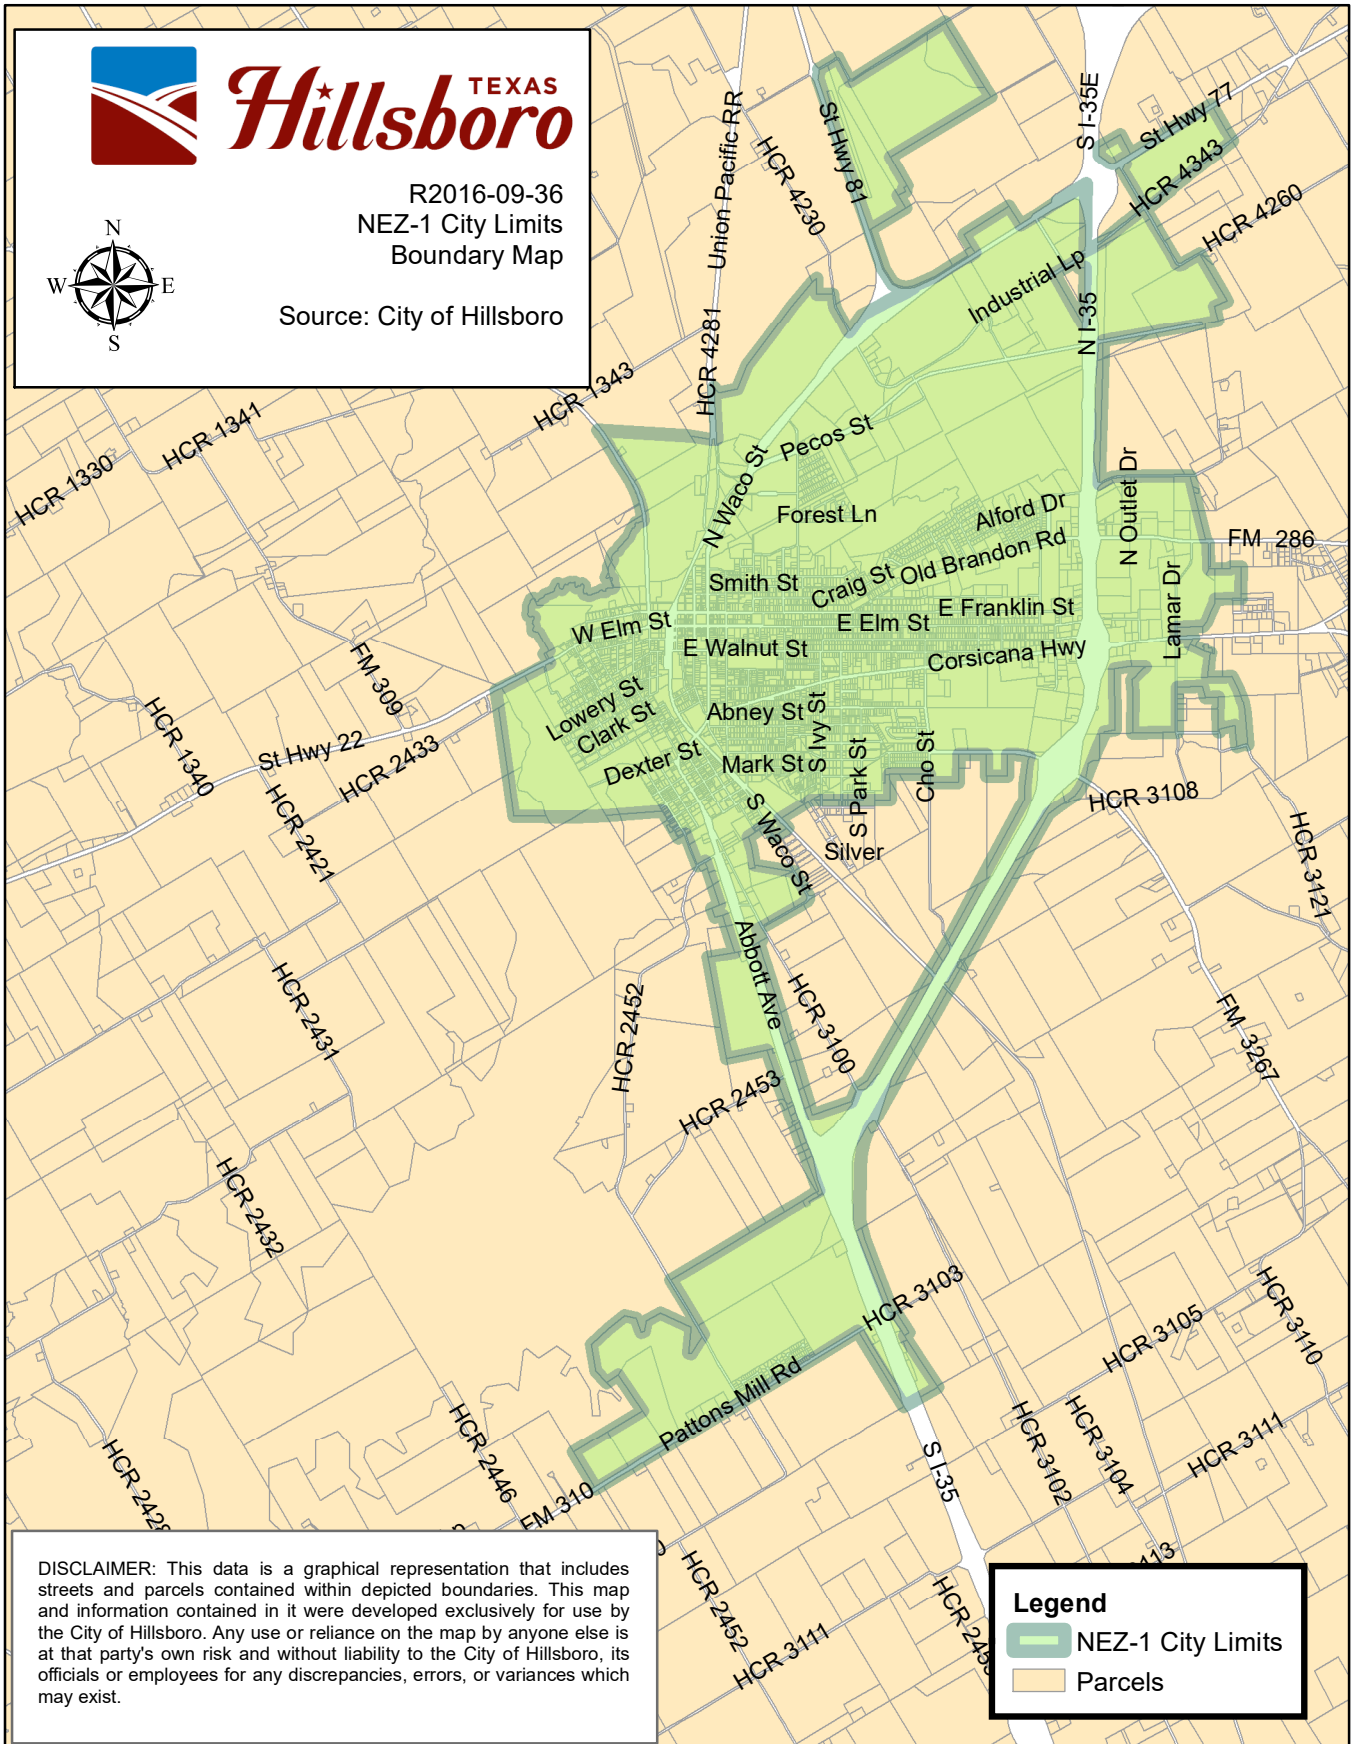 TEXAS
Hillsboro
R2016-09-36
NEZ-1 City Limits
Boundary Map
Source: City of Hillsboro
N
W E
S
Union Pacific RR
HCR 4230
St Hwy 81
S I-35E
St Hwy 77
HCR 4343
HCR 4260
Industrial Lp
N I-35
HCR 4281
HCR 1343
HCR 1341
HCR 1330
Pecos St
N Waco St
Forest Ln
Alford Dr
Old Brandon Rd
N Outlet Dr
FM 286
Smith St
Craig St
E Franklin St
Lamar Dr
W Elm St
E Elm St
E Walnut St
Corsicana Hwy
FM 309
Lowery St
Clark St
Abney St
S Ivy St
HCR 1340
St Hwy 22
HCR 2433
Dexter St
Mark St
S Park St
Cho St
HCR 2421
S Waco St
Silver
HCR 3108
HCR 3121
Abbott Ave
HCR 2431
HCR 2452
HCR 3100
FM 3267
HCR 2453
HCR 2432
HCR 3103
HCR 3105
HCR 3110
Pattons Mill Rd
HCR 2428
HCR 2446
HCR 3102
HCR 3104
HCR 3111
S I-35
FM 310
HCR 2452
HCR 3111
DISCLAIMER: This data is a graphical representation that includes
streets and parcels contained within depicted boundaries. This map
and information contained in it were developed exclusively for use by
the City of Hillsboro. Any use or reliance on the map by anyone else is
at that party's own risk and without liability to the City of Hillsboro, its
officials or employees for any discrepancies, errors, or variances which
may exist.
Legend
NEZ-1 City Limits
Parcels